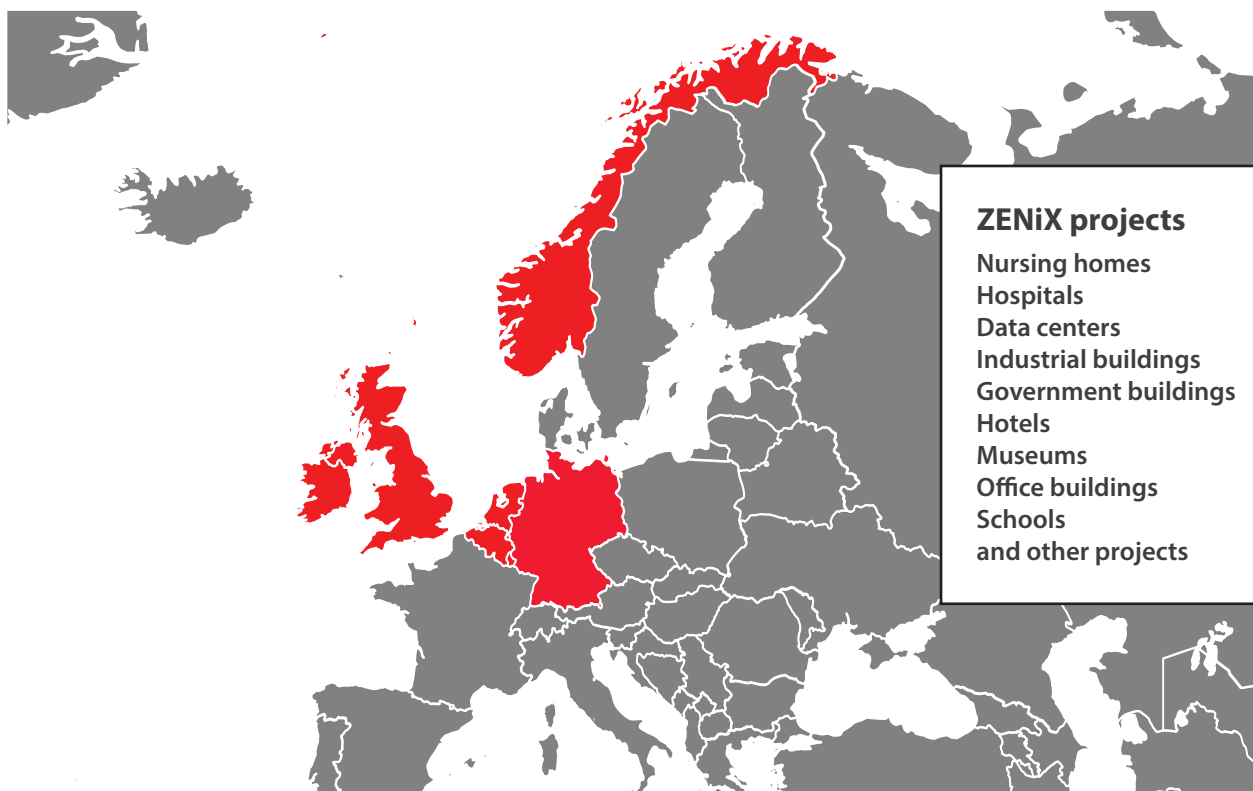 ZENiX projects
Nursing homes
Hospitals
Data centers
Industrial buildings
Government buildings
Hotels
Museums
Office buildings
Schools
and other projects